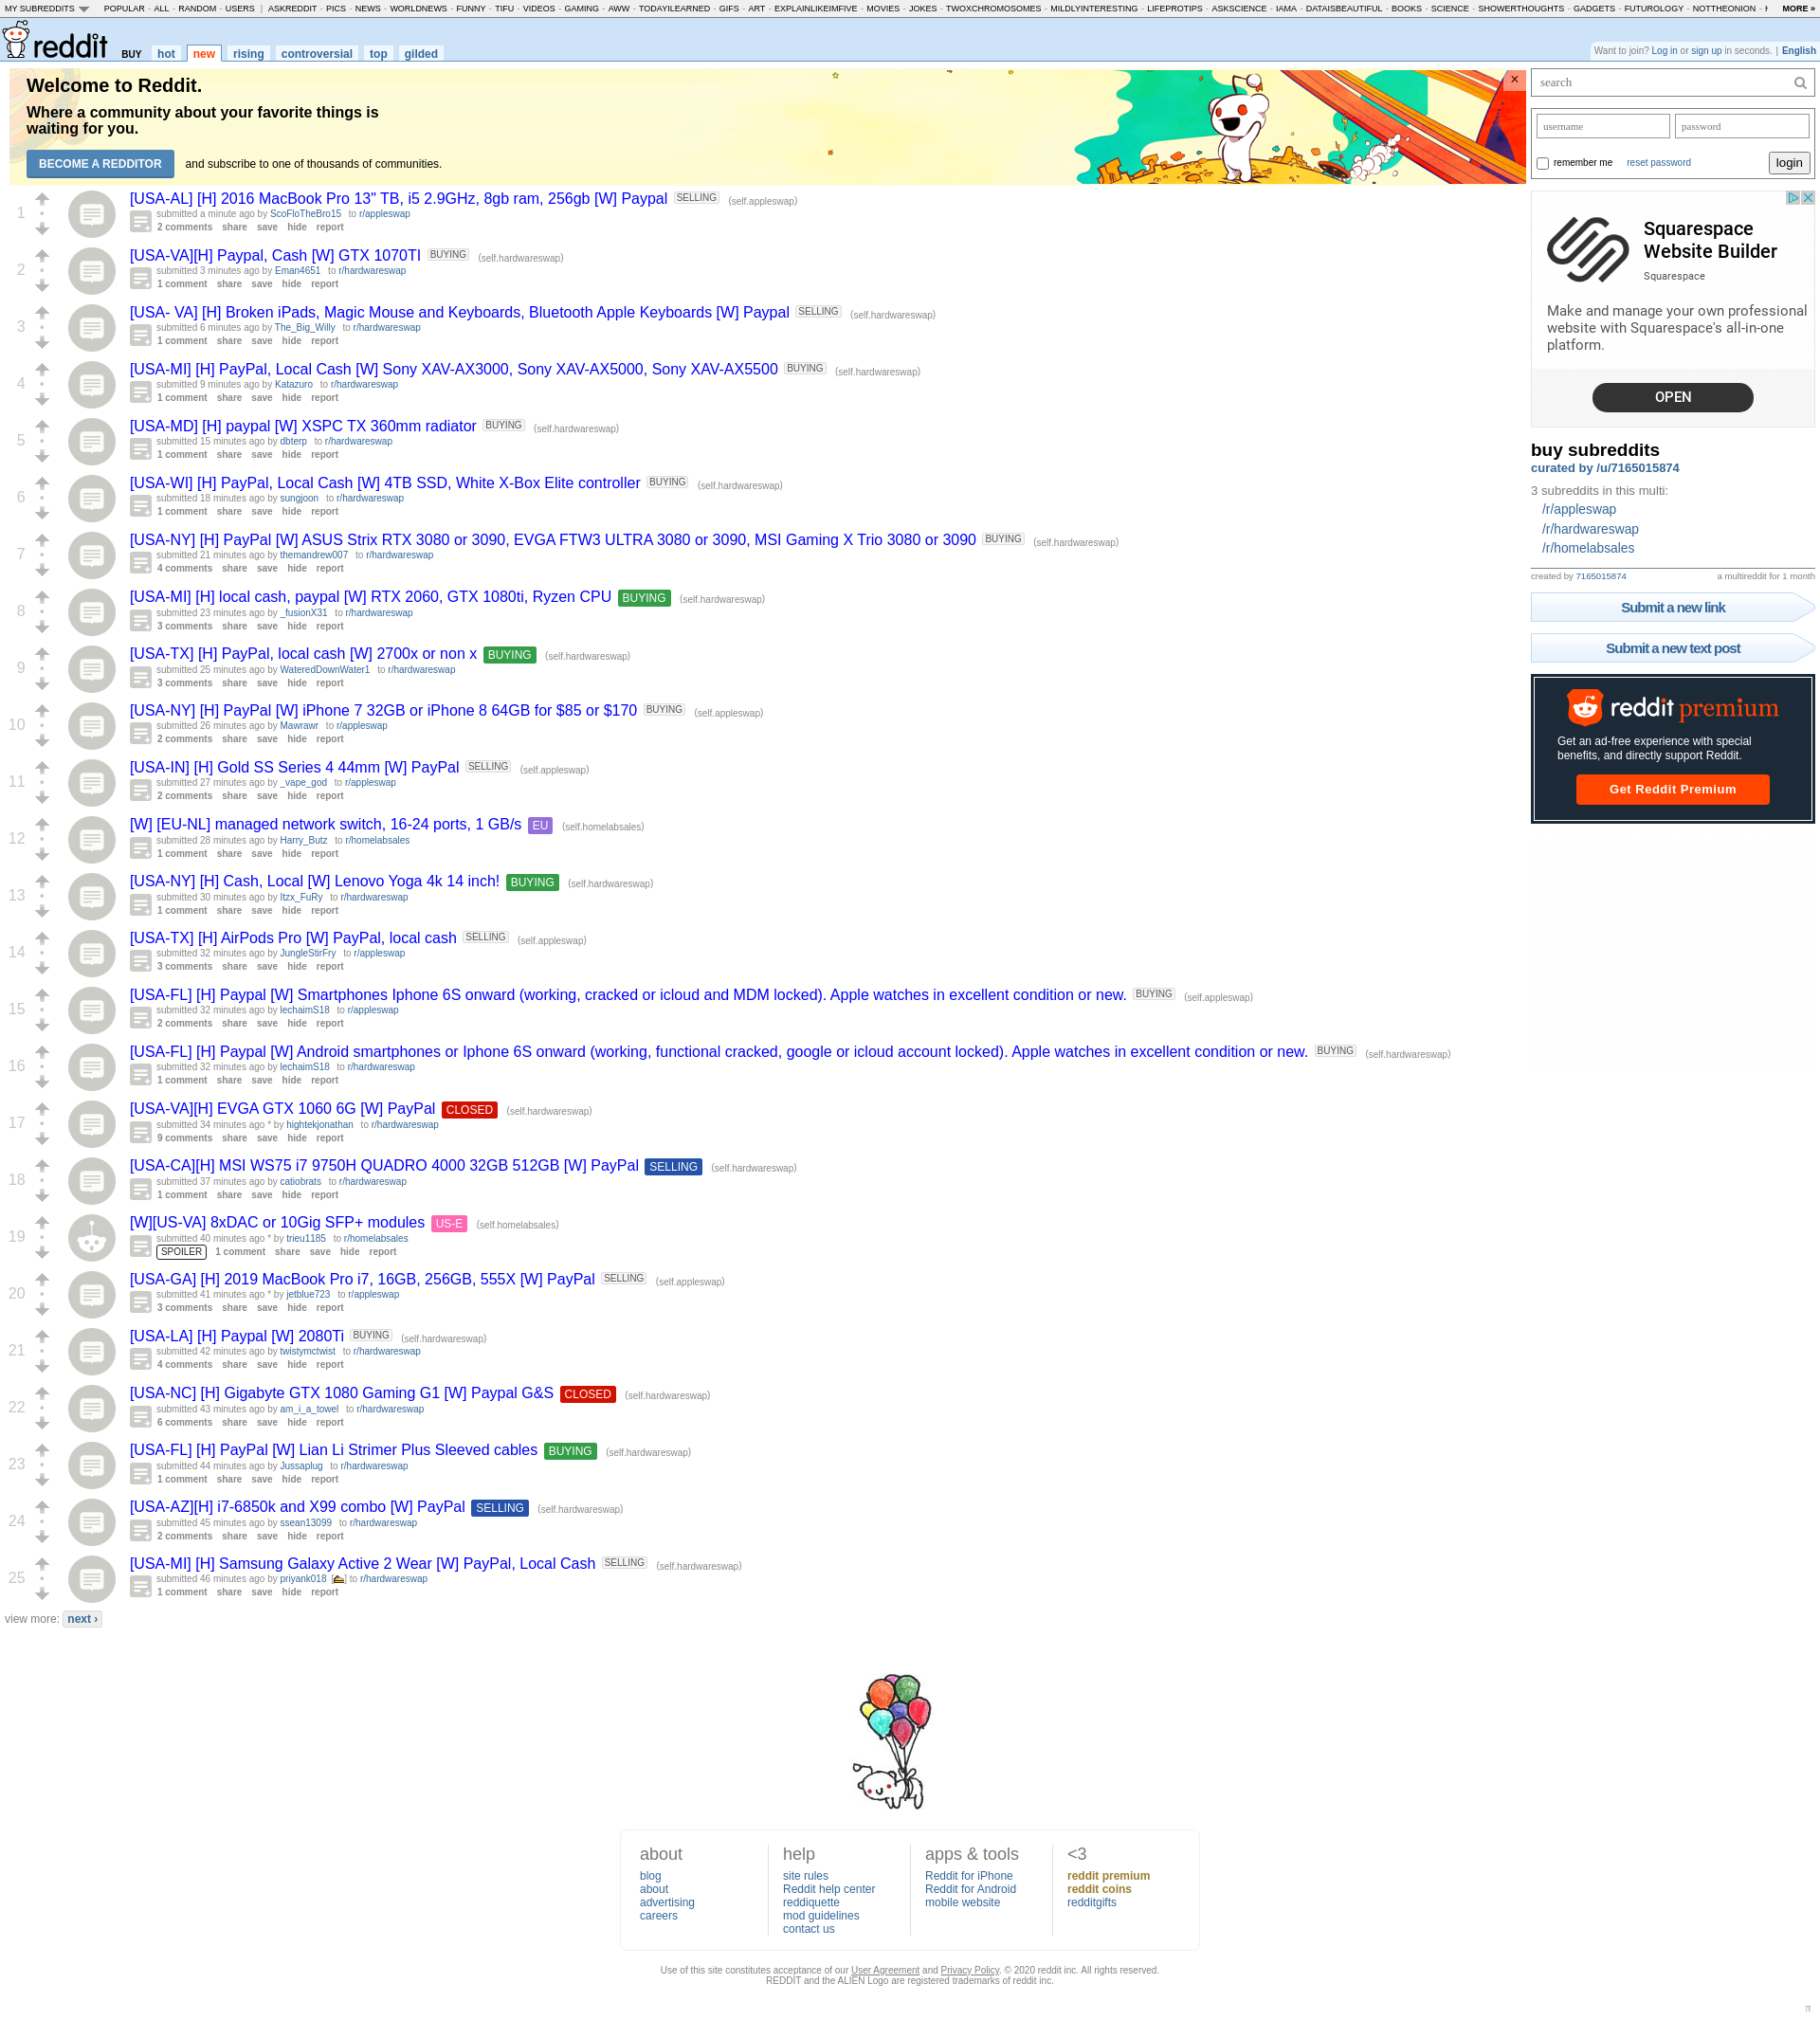 MY SUBREDDITS POPULAR - ALL - RANDOM - USERS | ASKREDDIT - PICS - NEWS - WORLDNEWS - FUNNY - TIFU - VIDEOS - GAMING - AWW - TODAYILEARNED - GIFS - ART - EXPLAINLIKEIMFIVE - MOVIES - JOKES - TWOXCHROMOSOMES - MILDLYINTERESTING - LIFEPROTIPS - ASKSCIENCE - IAMA - DATAISBEAUTIFUL - BOOKS - SCIENCE - SHOWERTHOUGHTS - GADGETS - FUTUROLOGY - NOTTHEONION - MORE »
reddit BUY hot new rising controversial top gilded
Want to join? Log in or sign up in seconds. | English
Welcome to Reddit.
Where a community about your favorite things is
waiting for you.
BECOME A REDDITOR and subscribe to one of thousands of communities.
1
[USA-AL] [H] 2016 MacBook Pro 13" TB, i5 2.9GHz, 8gb ram, 256gb [W] Paypal SELLING (self.appleswap)
submitted a minute ago by ScoFloTheBro15 to r/appleswap
2 comments share save hide report
2
[USA-VA][H] Paypal, Cash [W] GTX 1070TI BUYING (self.hardwareswap)
submitted 3 minutes ago by Eman4651 to r/hardwareswap
1 comment share save hide report
3
[USA- VA] [H] Broken iPads, Magic Mouse and Keyboards, Bluetooth Apple Keyboards [W] Paypal SELLING (self.hardwareswap)
submitted 6 minutes ago by The_Big_Willy to r/hardwareswap
1 comment share save hide report
4
[USA-MI] [H] PayPal, Local Cash [W] Sony XAV-AX3000, Sony XAV-AX5000, Sony XAV-AX5500 BUYING (self.hardwareswap)
submitted 9 minutes ago by Katazuro to r/hardwareswap
1 comment share save hide report
5
[USA-MD] [H] paypal [W] XSPC TX 360mm radiator BUYING (self.hardwareswap)
submitted 15 minutes ago by dbterp to r/hardwareswap
1 comment share save hide report
6
[USA-WI] [H] PayPal, Local Cash [W] 4TB SSD, White X-Box Elite controller BUYING (self.hardwareswap)
submitted 18 minutes ago by sungjoon to r/hardwareswap
1 comment share save hide report
7
[USA-NY] [H] PayPal [W] ASUS Strix RTX 3080 or 3090, EVGA FTW3 ULTRA 3080 or 3090, MSI Gaming X Trio 3080 or 3090 BUYING (self.hardwareswap)
submitted 21 minutes ago by themandrew007 to r/hardwareswap
4 comments share save hide report
8
[USA-MI] [H] local cash, paypal [W] RTX 2060, GTX 1080ti, Ryzen CPU BUYING (self.hardwareswap)
submitted 23 minutes ago by _fusionX31 to r/hardwareswap
3 comments share save hide report
9
[USA-TX] [H] PayPal, local cash [W] 2700x or non x BUYING (self.hardwareswap)
submitted 25 minutes ago by WateredDownWater1 to r/hardwareswap
3 comments share save hide report
10
[USA-NY] [H] PayPal [W] iPhone 7 32GB or iPhone 8 64GB for $85 or $170 BUYING (self.appleswap)
submitted 26 minutes ago by Mawrawr to r/appleswap
2 comments share save hide report
11
[USA-IN] [H] Gold SS Series 4 44mm [W] PayPal SELLING (self.appleswap)
submitted 27 minutes ago by _vape_god to r/appleswap
2 comments share save hide report
12
[W] [EU-NL] managed network switch, 16-24 ports, 1 GB/s EU (self.homelabsales)
submitted 28 minutes ago by Harry_Butz to r/homelabsales
1 comment share save hide report
13
[USA-NY] [H] Cash, Local [W] Lenovo Yoga 4k 14 inch! BUYING (self.hardwareswap)
submitted 30 minutes ago by Itzx_FuRy to r/hardwareswap
1 comment share save hide report
14
[USA-TX] [H] AirPods Pro [W] PayPal, local cash SELLING (self.appleswap)
submitted 32 minutes ago by JungleStirFry to r/appleswap
3 comments share save hide report
15
[USA-FL] [H] Paypal [W] Smartphones Iphone 6S onward (working, cracked or icloud and MDM locked). Apple watches in excellent condition or new. BUYING (self.appleswap)
submitted 32 minutes ago by lechaimS18 to r/appleswap
2 comments share save hide report
16
[USA-FL] [H] Paypal [W] Android smartphones or Iphone 6S onward (working, functional cracked, google or icloud account locked). Apple watches in excellent condition or new. BUYING (self.hardwareswap)
submitted 32 minutes ago by lechaimS18 to r/hardwareswap
1 comment share save hide report
17
[USA-VA][H] EVGA GTX 1060 6G [W] PayPal CLOSED (self.hardwareswap)
submitted 34 minutes ago * by hightekjonathan to r/hardwareswap
9 comments share save hide report
18
[USA-CA][H] MSI WS75 i7 9750H QUADRO 4000 32GB 512GB [W] PayPal SELLING (self.hardwareswap)
submitted 37 minutes ago by catiobrats to r/hardwareswap
1 comment share save hide report
19
[W][US-VA] 8xDAC or 10Gig SFP+ modules US-E (self.homelabsales)
submitted 40 minutes ago * by trieu1185 to r/homelabsales
SPOILER 1 comment share save hide report
20
[USA-GA] [H] 2019 MacBook Pro i7, 16GB, 256GB, 555X [W] PayPal SELLING (self.appleswap)
submitted 41 minutes ago * by jetblue723 to r/appleswap
3 comments share save hide report
21
[USA-LA] [H] Paypal [W] 2080Ti BUYING (self.hardwareswap)
submitted 42 minutes ago by twistymctwist to r/hardwareswap
4 comments share save hide report
22
[USA-NC] [H] Gigabyte GTX 1080 Gaming G1 [W] Paypal G&S CLOSED (self.hardwareswap)
submitted 43 minutes ago by am_i_a_towel to r/hardwareswap
6 comments share save hide report
23
[USA-FL] [H] PayPal [W] Lian Li Strimer Plus Sleeved cables BUYING (self.hardwareswap)
submitted 44 minutes ago by Jussaplug to r/hardwareswap
1 comment share save hide report
24
[USA-AZ][H] i7-6850k and X99 combo [W] PayPal SELLING (self.hardwareswap)
submitted 45 minutes ago by ssean13099 to r/hardwareswap
2 comments share save hide report
25
[USA-MI] [H] Samsung Galaxy Active 2 Wear [W] PayPal, Local Cash SELLING (self.hardwareswap)
submitted 46 minutes ago by priyank018 [] to r/hardwareswap
1 comment share save hide report
view more: next ›
search
username password
remember me reset password login
Squarespace
Website Builder
Squarespace
Make and manage your own professional
website with Squarespace's all-in-one
platform.
OPEN
buy subreddits
curated by /u/7165015874
3 subreddits in this multi:
/r/appleswap
/r/hardwareswap
/r/homelabsales
created by 7165015874 a multireddit for 1 month
Submit a new link
Submit a new text post
reddit premium
Get an ad-free experience with special
benefits, and directly support Reddit.
Get Reddit Premium
about
blog
about
advertising
careers
help
site rules
Reddit help center
reddiquette
mod guidelines
contact us
apps & tools
Reddit for iPhone
Reddit for Android
mobile website
<3
reddit premium
reddit coins
redditgifts
Use of this site constitutes acceptance of our User Agreement and Privacy Policy. © 2020 reddit inc. All rights reserved.
REDDIT and the ALIEN Logo are registered trademarks of reddit inc.
π